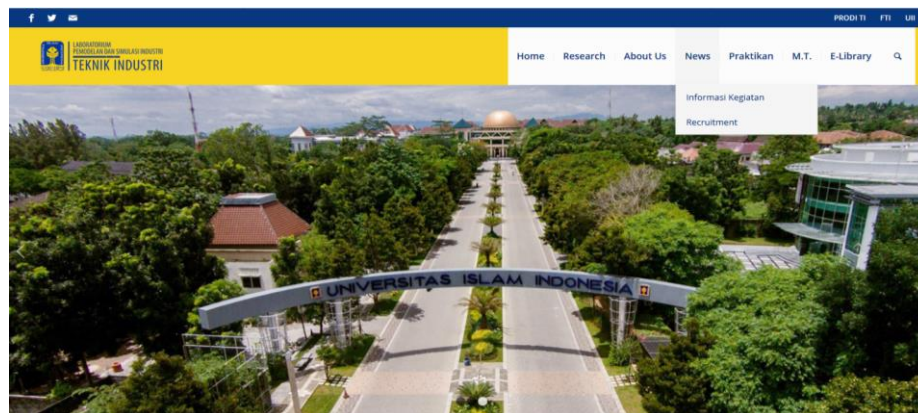 PRODI TI FTI UII
LABORATORIUM
PEMODELAN DAN SIMULASI INDUSTRI
TEKNIK INDUSTRI
Home Research About Us News Praktikan M.T. E-Library
Informasi Kegiatan
Recruitment
UNIVERSITAS ISLAM INDONESIA